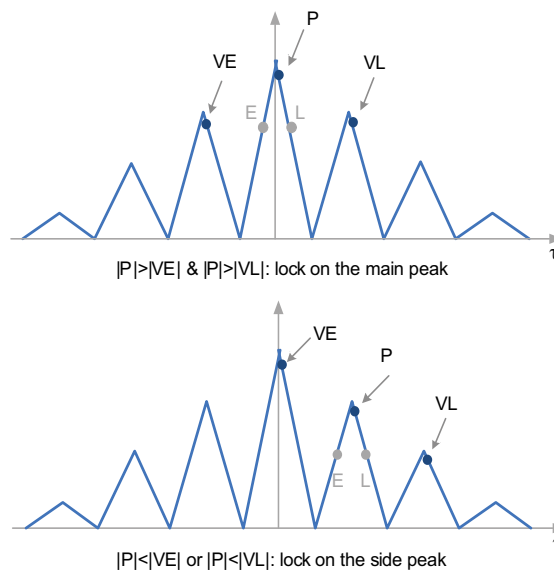 P
VE
VL
E
L
τ
|P|>|VE| & |P|>|VL|: lock on the main peak
VE
P
VL
E
L
|P|<|VE| or |P|<|VL|: lock on the side peak